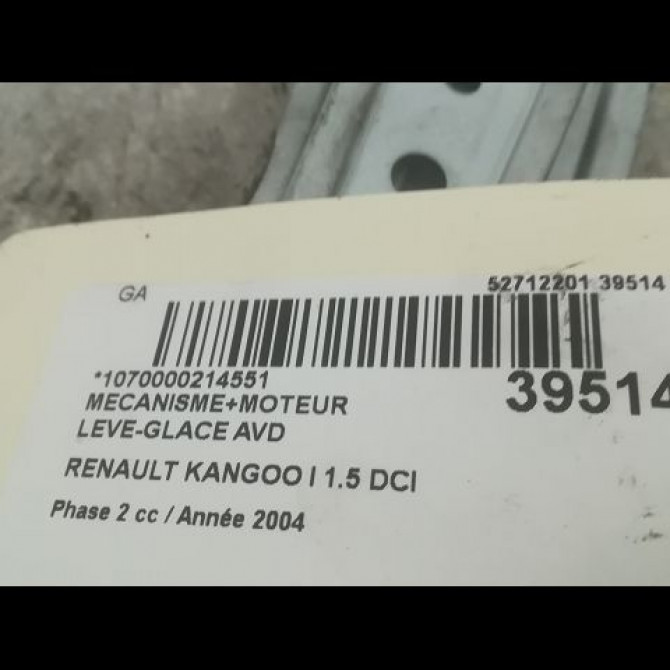 GA
52712201 39514
*1070000214551
39514
MECANISME+MOTEUR
LEVE-GLACE AVD
RENAULT KANGOO I 1.5 DCI
Phase 2 cc / Année 2004